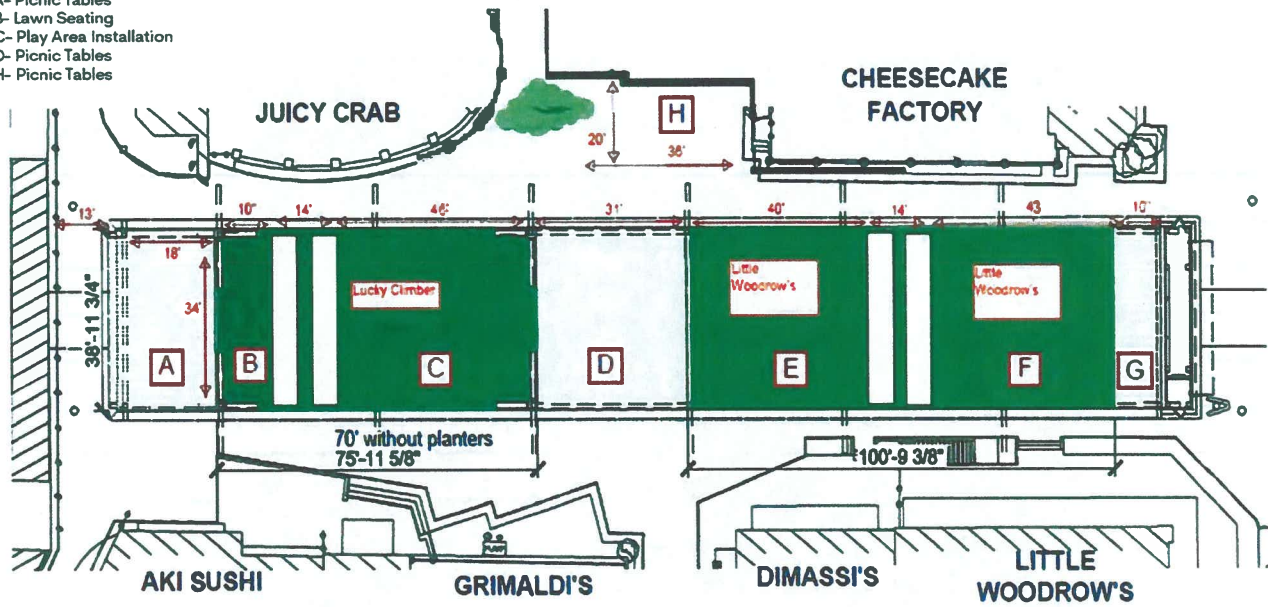 A- Picnic Tables
B- Lawn Seating
C- Play Area Installation
D- Picnic Tables
H- Picnic Tables
JUICY CRAB
CHEESECAKE
FACTORY
H
20'
36'
13'
10"
14'
46'
31'
40'
14'
43
10'
18'
34'
38'-11 3/4"
Lucky Climber
Little
Woodrow's
Little
Woodrow's
A
B
C
D
E
F
G
A
70' without planters
75'-11 5/8"
100'-9 3/8"
AKI SUSHI
GRIMALDI'S
DIMASSI'S
LITTLE
WOODROW'S